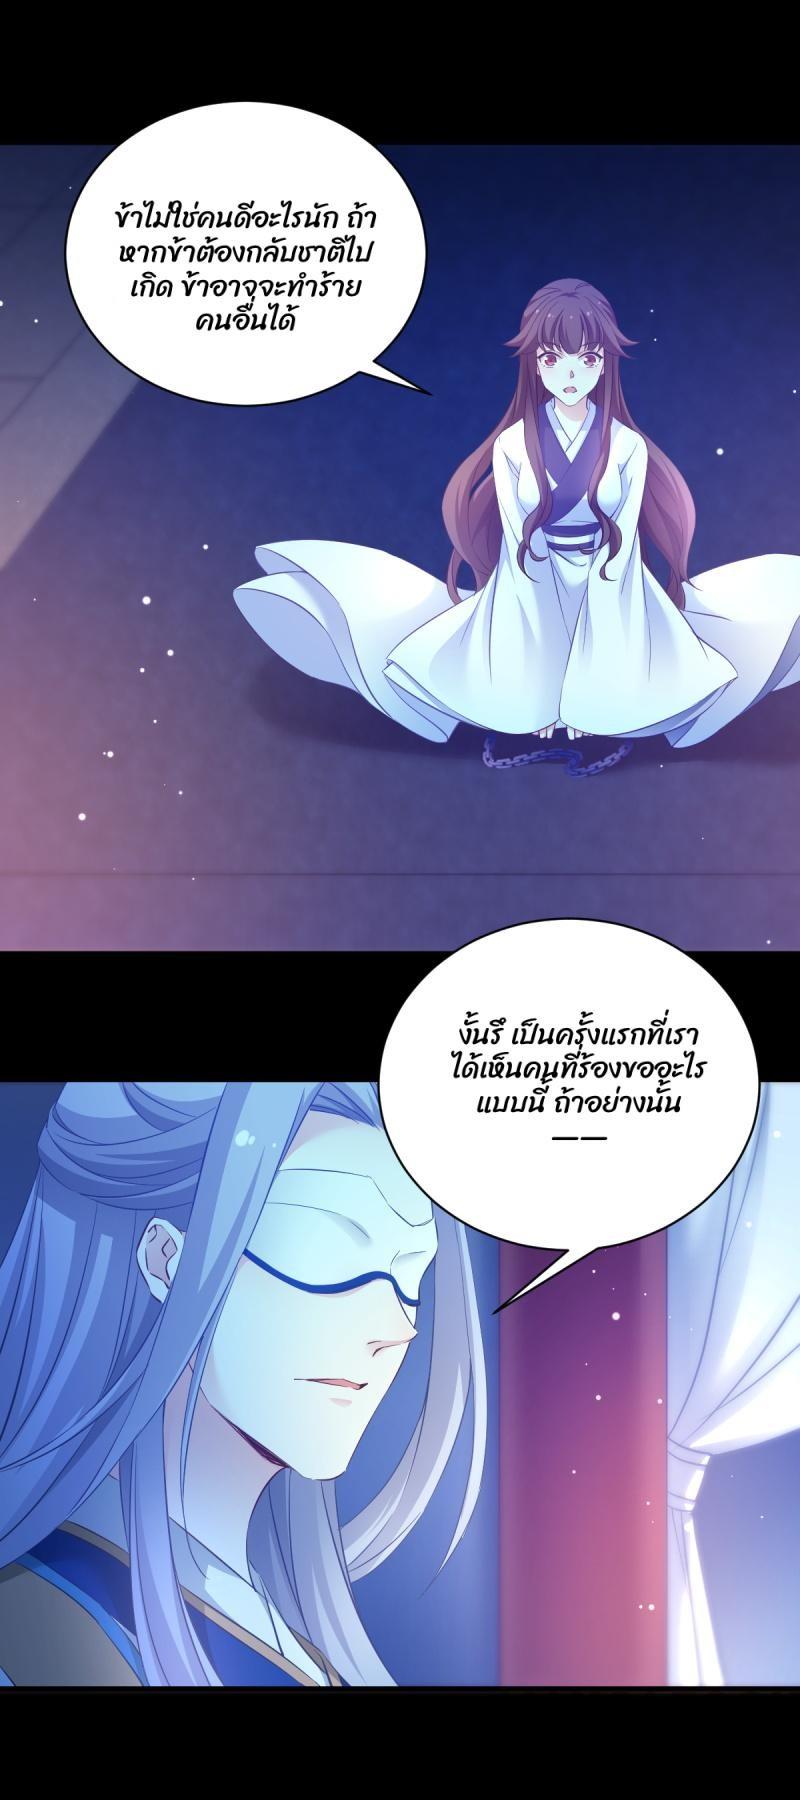 ข้าไม่ใช่คนดีอะไรนัก ถ้า
หากข้าต้องกลับชาติไป
เกิด ข้าอาจจะทำร้าย
คนอื่นได้
งั้นรึ เป็นครั้งแรกที่เรา
ได้เห็นคนที่ร้องขออะไร
แบบนี้ ถ้าอย่างนั้น
——